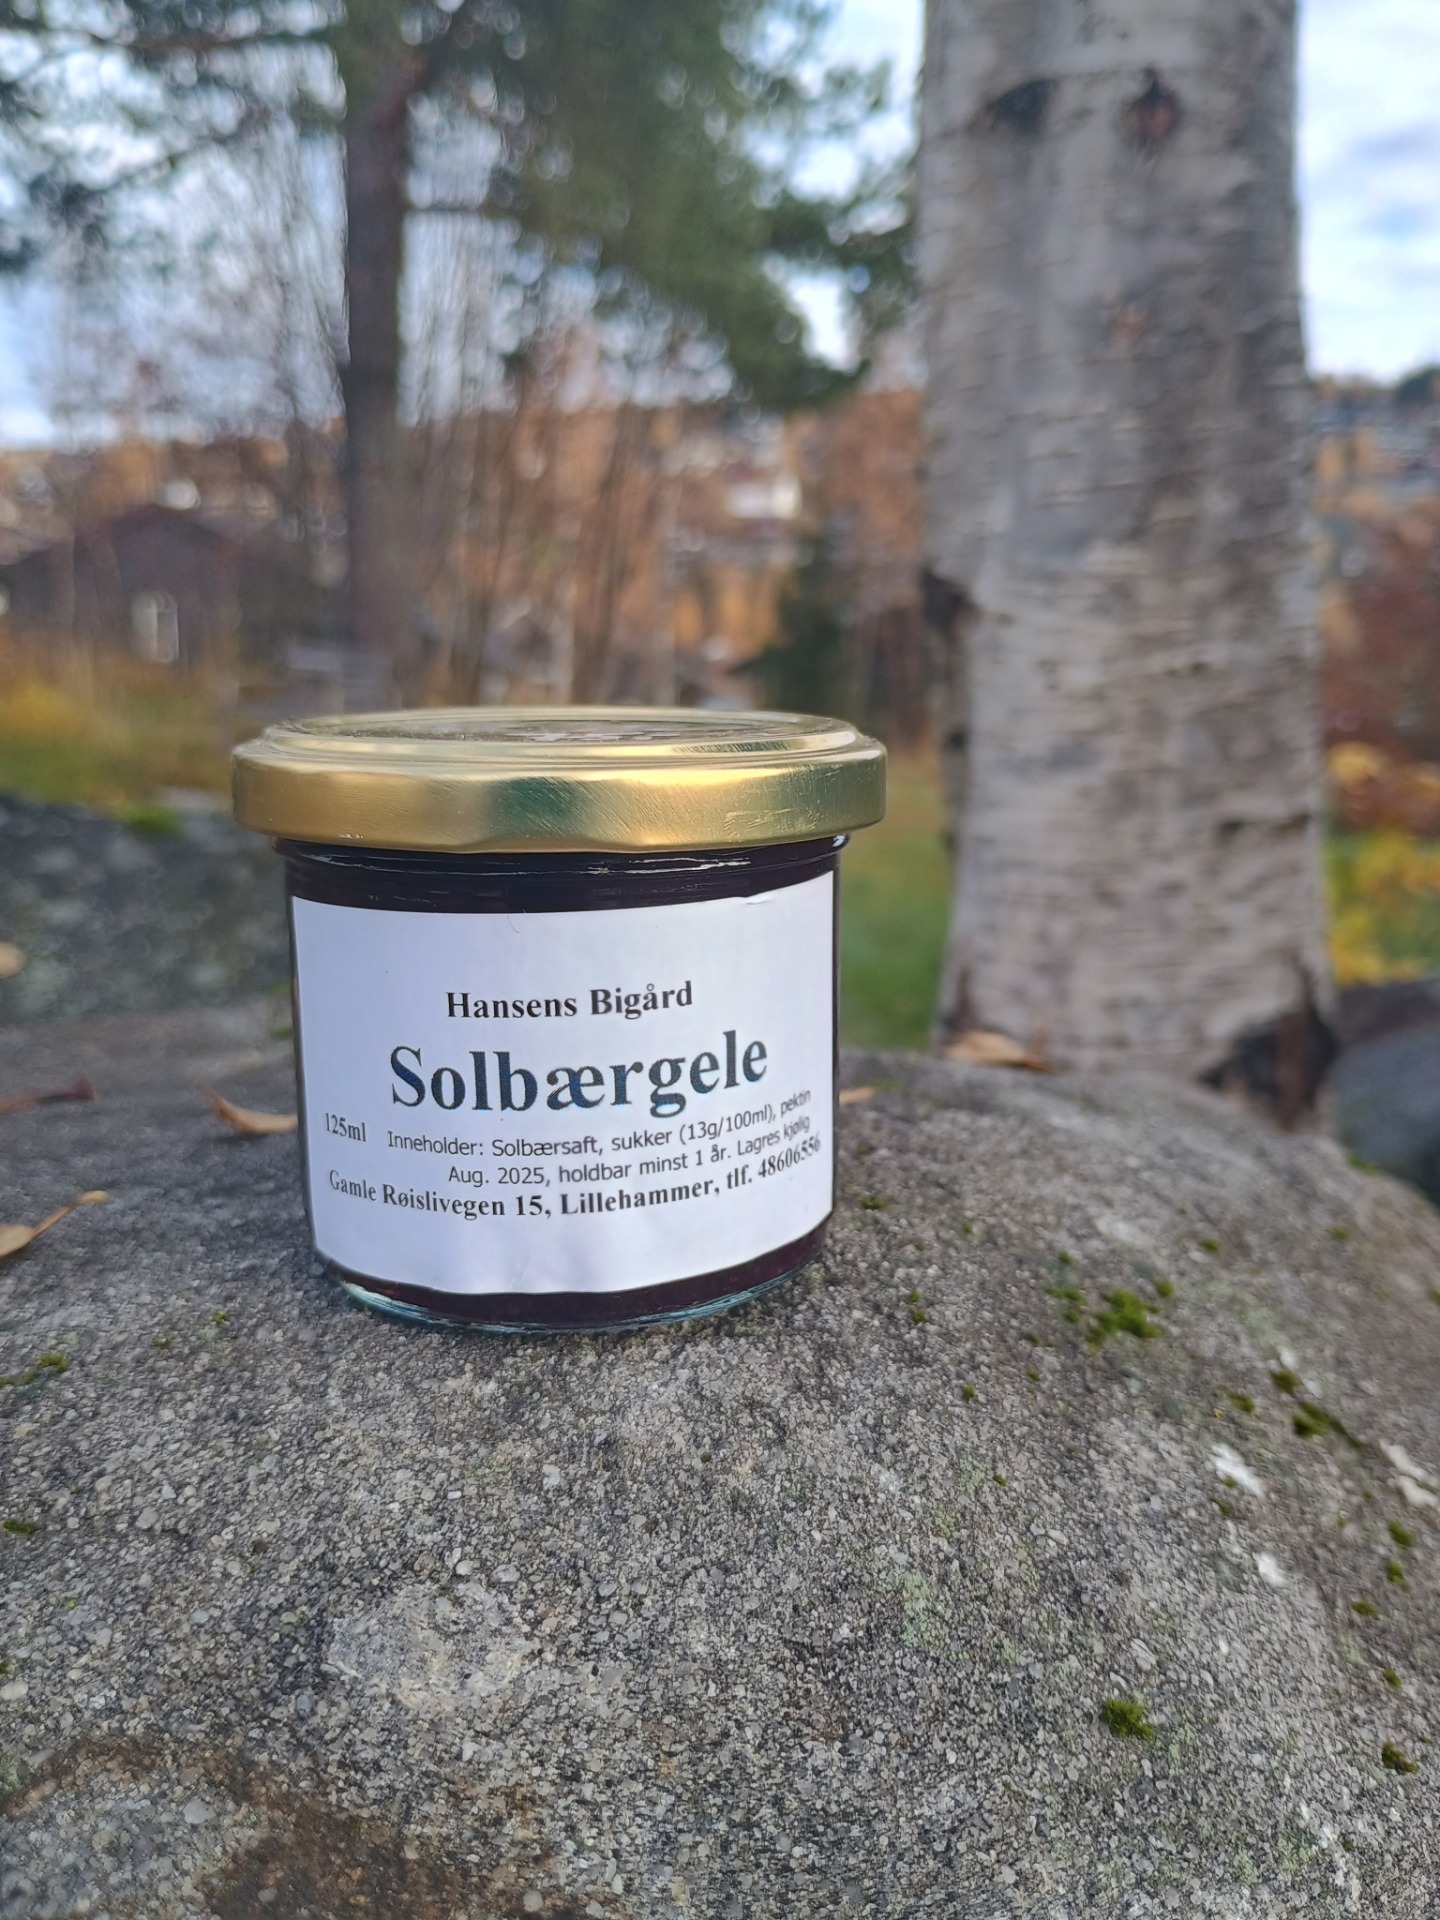 Hansens Bigård
Solbærgele
125ml Inneholder: Solbærsaft, sukker (13g/100ml), pektin
Aug. 2025, holdbar minst 1 år. Lagres kjølig
Gamle Røislivegen 15, Lillehammer, tlf. 48606556